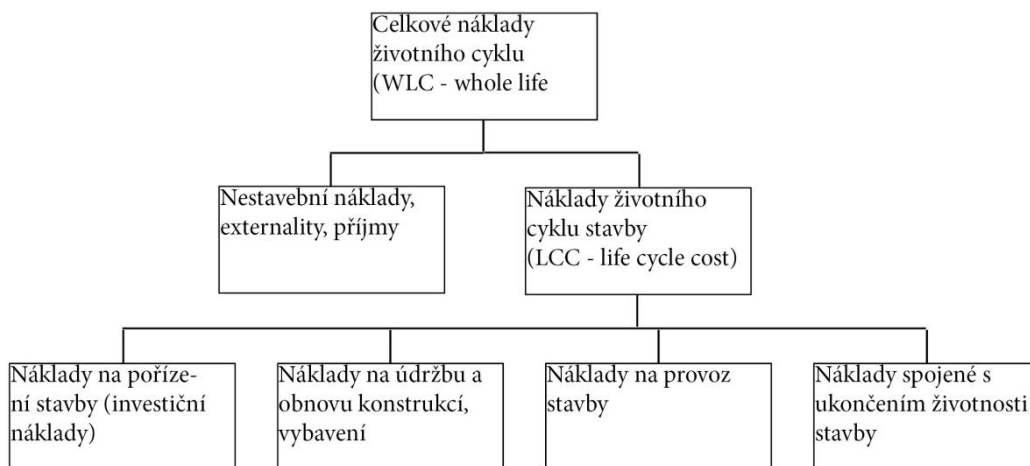 Celkové náklady
životního cyklu
(WLC - whole life
Nestavební náklady,
externality, příjmy
Náklady životního
cyklu stavby
(LCC - life cycle cost)
Náklady na poříze-
ní stavby (investiční
náklady)
Náklady na údržbu a
obnovu konstrukcí,
vybavení
Náklady na provoz
stavby
Náklady spojené s
ukončením životnosti
stavby